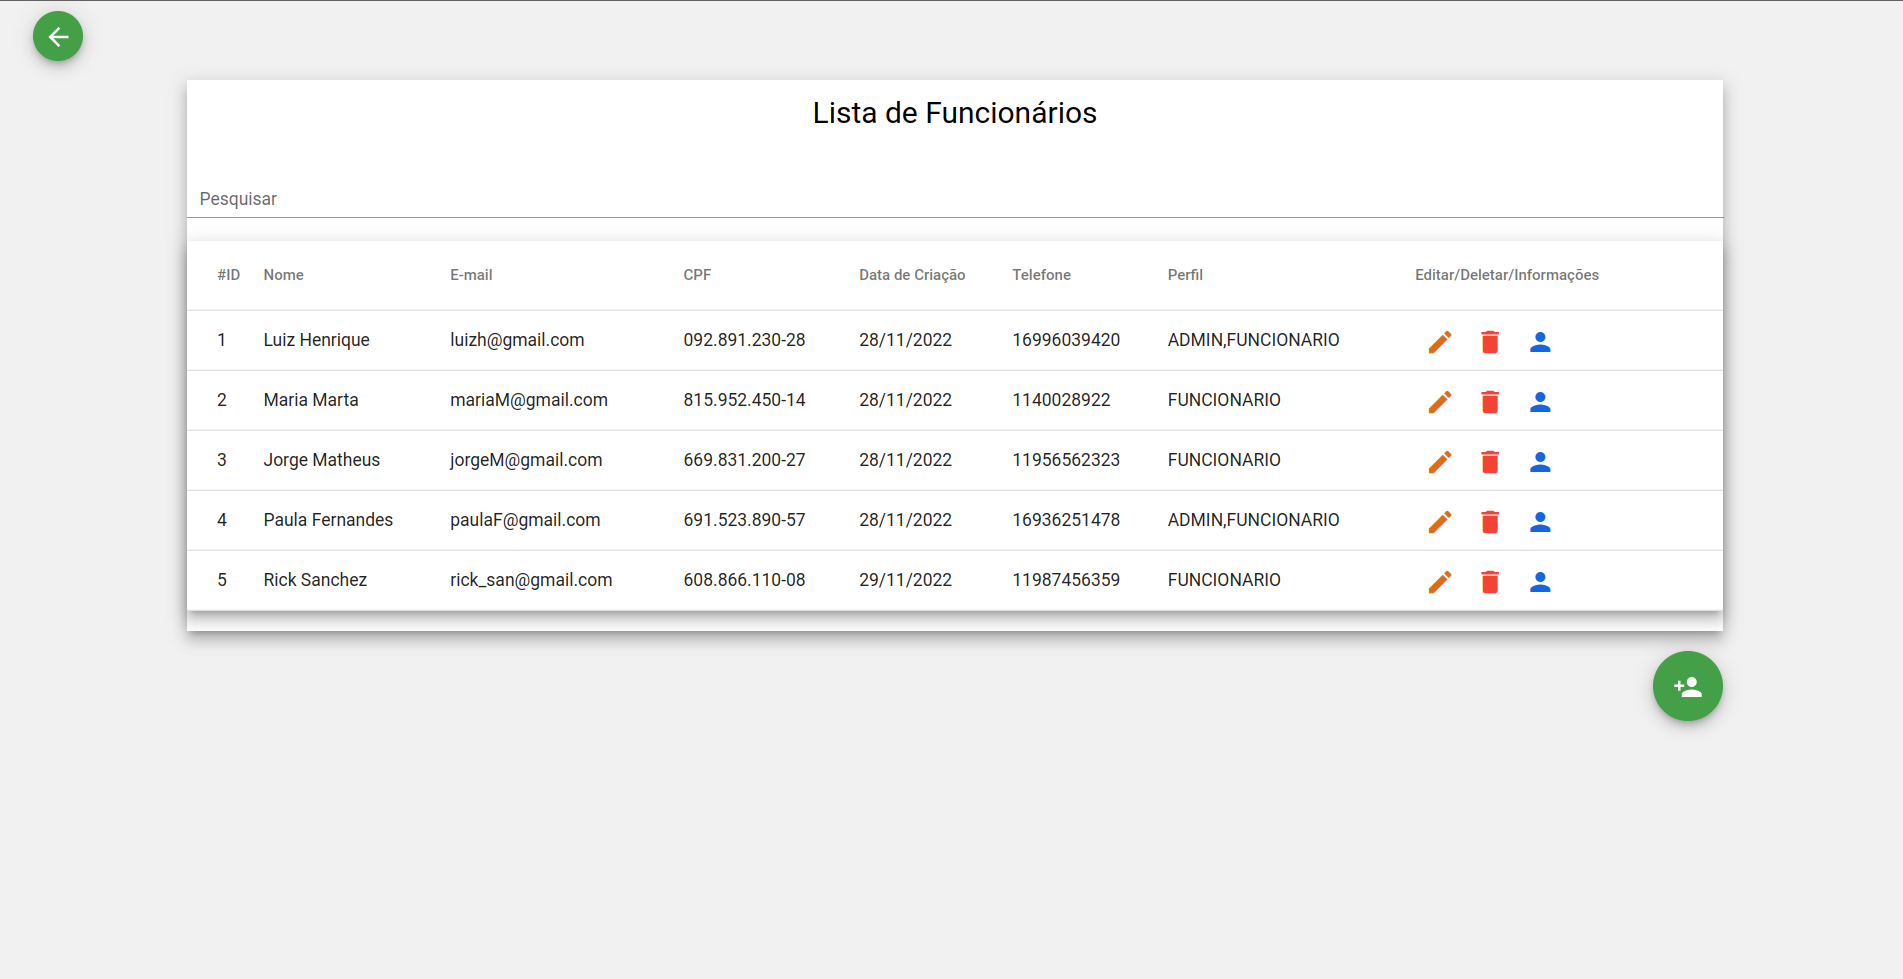 Lista de Funcionários
Pesquisar
#ID Nome E-mail CPF Data de Criação Telefone Perfil Editar/Deletar/Informações
1 Luiz Henrique luizh@gmail.com 092.891.230-28 28/11/2022 16996039420 ADMIN,FUNCIONARIO
2 Maria Marta mariaM@gmail.com 815.952.450-14 28/11/2022 1140028922 FUNCIONARIO
3 Jorge Matheus jorgeM@gmail.com 669.831.200-27 28/11/2022 11956562323 FUNCIONARIO
4 Paula Fernandes paulaF@gmail.com 691.523.890-57 28/11/2022 16936251478 ADMIN,FUNCIONARIO
5 Rick Sanchez rick_san@gmail.com 608.866.110-08 29/11/2022 11987456359 FUNCIONARIO